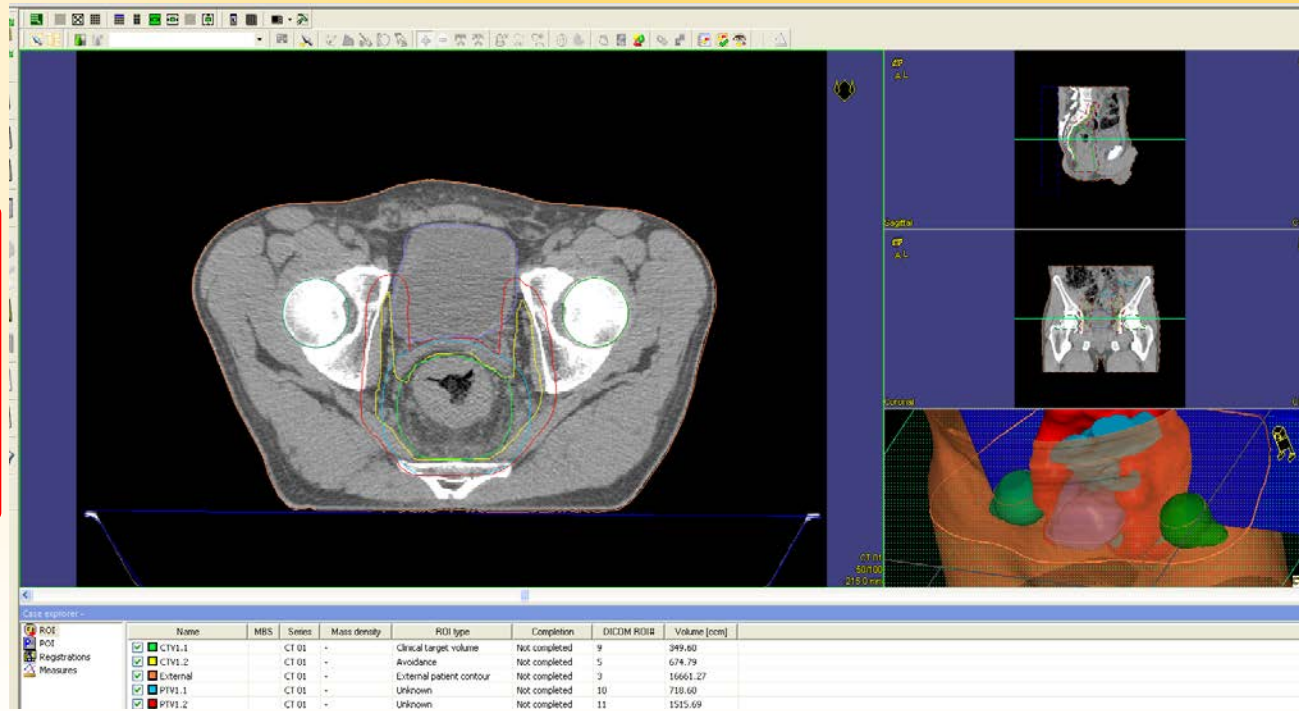 Sagittal
Coronal
CT 01
50/100
215.0 mm
Case explorer -
ROI
POI
Registrations
Measures
Name MBS Series Mass density ROI type Completion DICOM ROI# Volume [ccm]
CTV1.1 CT 01 - Clinical target volume Not completed 9 349.60
CTV1.2 CT 01 - Avoidance Not completed 5 674.79
External CT 01 - External patient contour Not completed 3 16661.27
PTV1.1 CT 01 - Unknown Not completed 10 718.60
PTV1.2 CT 01 - Unknown Not completed 11 1515.69